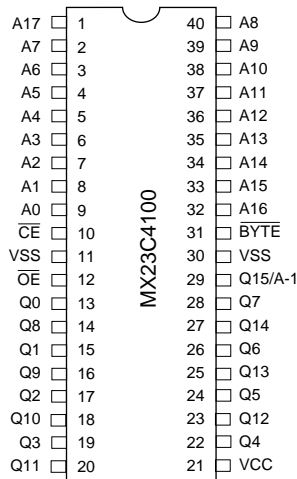 A17 1 40 A8
A7 2 39 A9
A6 3 38 A10
A5 4 37 A11
A4 5 36 A12
A3 6 35 A13
A2 7 34 A14
A1 8 33 A15
A0 9 32 A16
C̅E̅ 10 31 B̅Y̅T̅E̅
VSS 11 30 VSS
O̅E̅ 12 29 Q15/A-1
Q0 13 28 Q7
Q8 14 27 Q14
Q1 15 26 Q6
Q9 16 25 Q13
Q2 17 24 Q5
Q10 18 23 Q12
Q3 19 22 Q4
Q11 20 21 VCC
MX23C4100